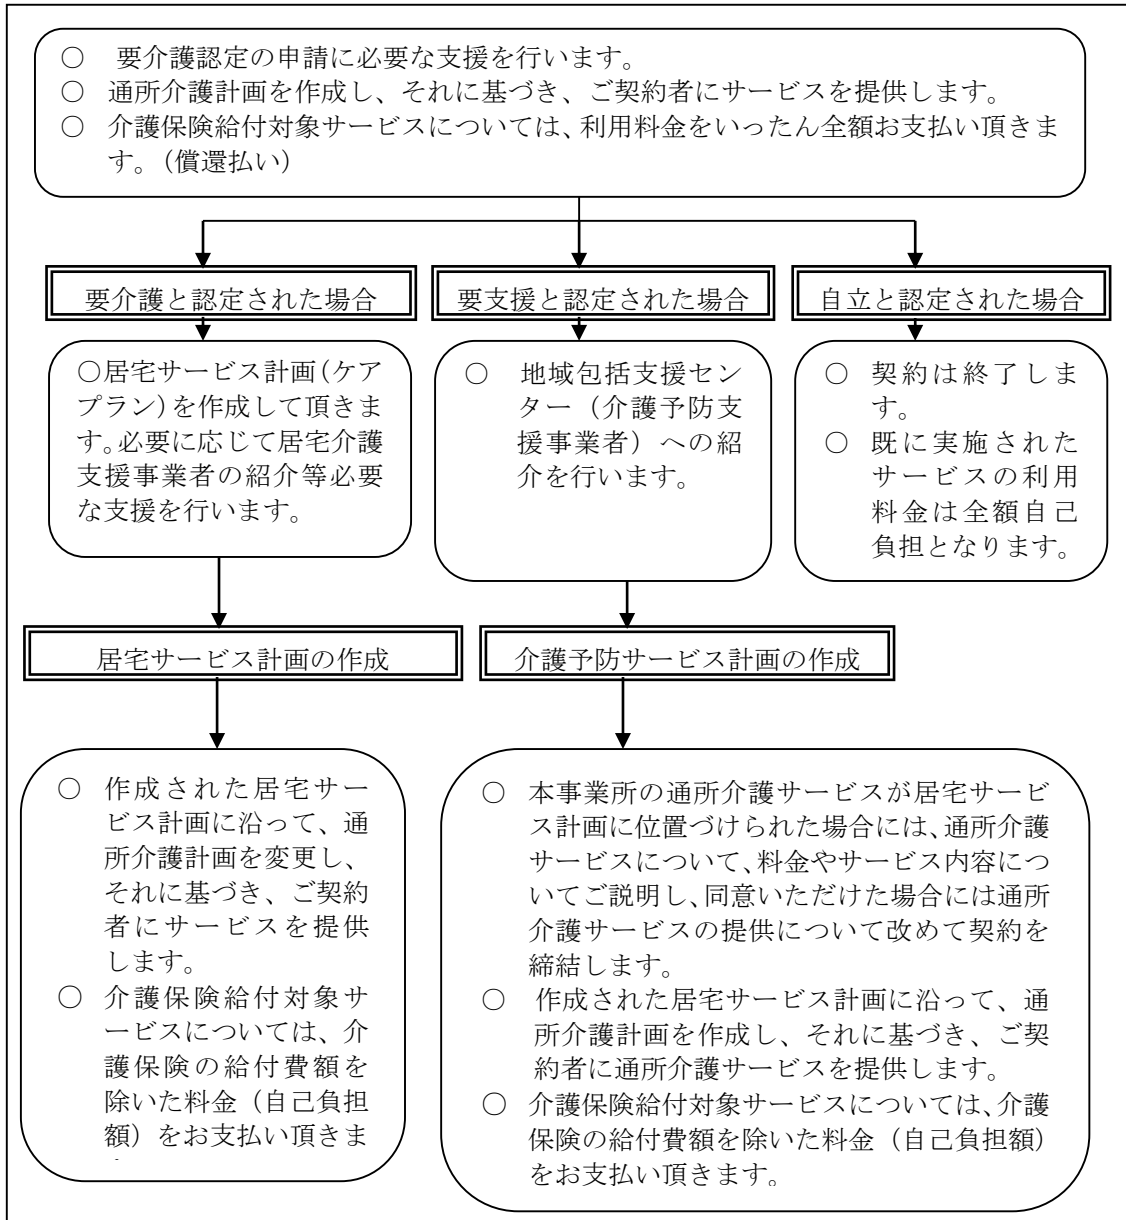 ○ 要介護認定の申請に必要な支援を行います。
○ 通所介護計画を作成し、それに基づき、ご契約者にサービスを提供します。
○ 介護保険給付対象サービスについては、利用料金をいったん全額お支払い頂きま
す。（償還払い）
要介護と認定された場合
要支援と認定された場合
自立と認定された場合
○居宅サービス計画（ケア
プラン）を作成して頂きま
す。必要に応じて居宅介護
支援事業者の紹介等必要
な支援を行います。
○ 地域包括支援セン
ター（介護予防支
援事業者）への紹
介を行います。
○ 契約は終了しま
す。
○ 既に実施された
サービスの利用
料金は全額自己
負担となります。
居宅サービス計画の作成
介護予防サービス計画の作成
○ 作成された居宅サー
ビス計画に沿って、通
所介護計画を変更し、
それに基づき、ご契約
者にサービスを提供
します。
○ 介護保険給付対象サ
ービスについては、介
護保険の給付費額を
除いた料金（自己負担
額）をお支払い頂きま
○ 本事業所の通所介護サービスが居宅サービ
ス計画に位置づけられた場合には、通所介護
サービスについて、料金やサービス内容につ
いてご説明し、同意いただけた場合には通所
介護サービスの提供について改めて契約を
締結します。
○ 作成された居宅サービス計画に沿って、通
所介護計画を作成し、それに基づき、ご契
約者に通所介護サービスを提供します。
○ 介護保険給付対象サービスについては、介護
保険の給付費額を除いた料金（自己負担額）
をお支払い頂きます。